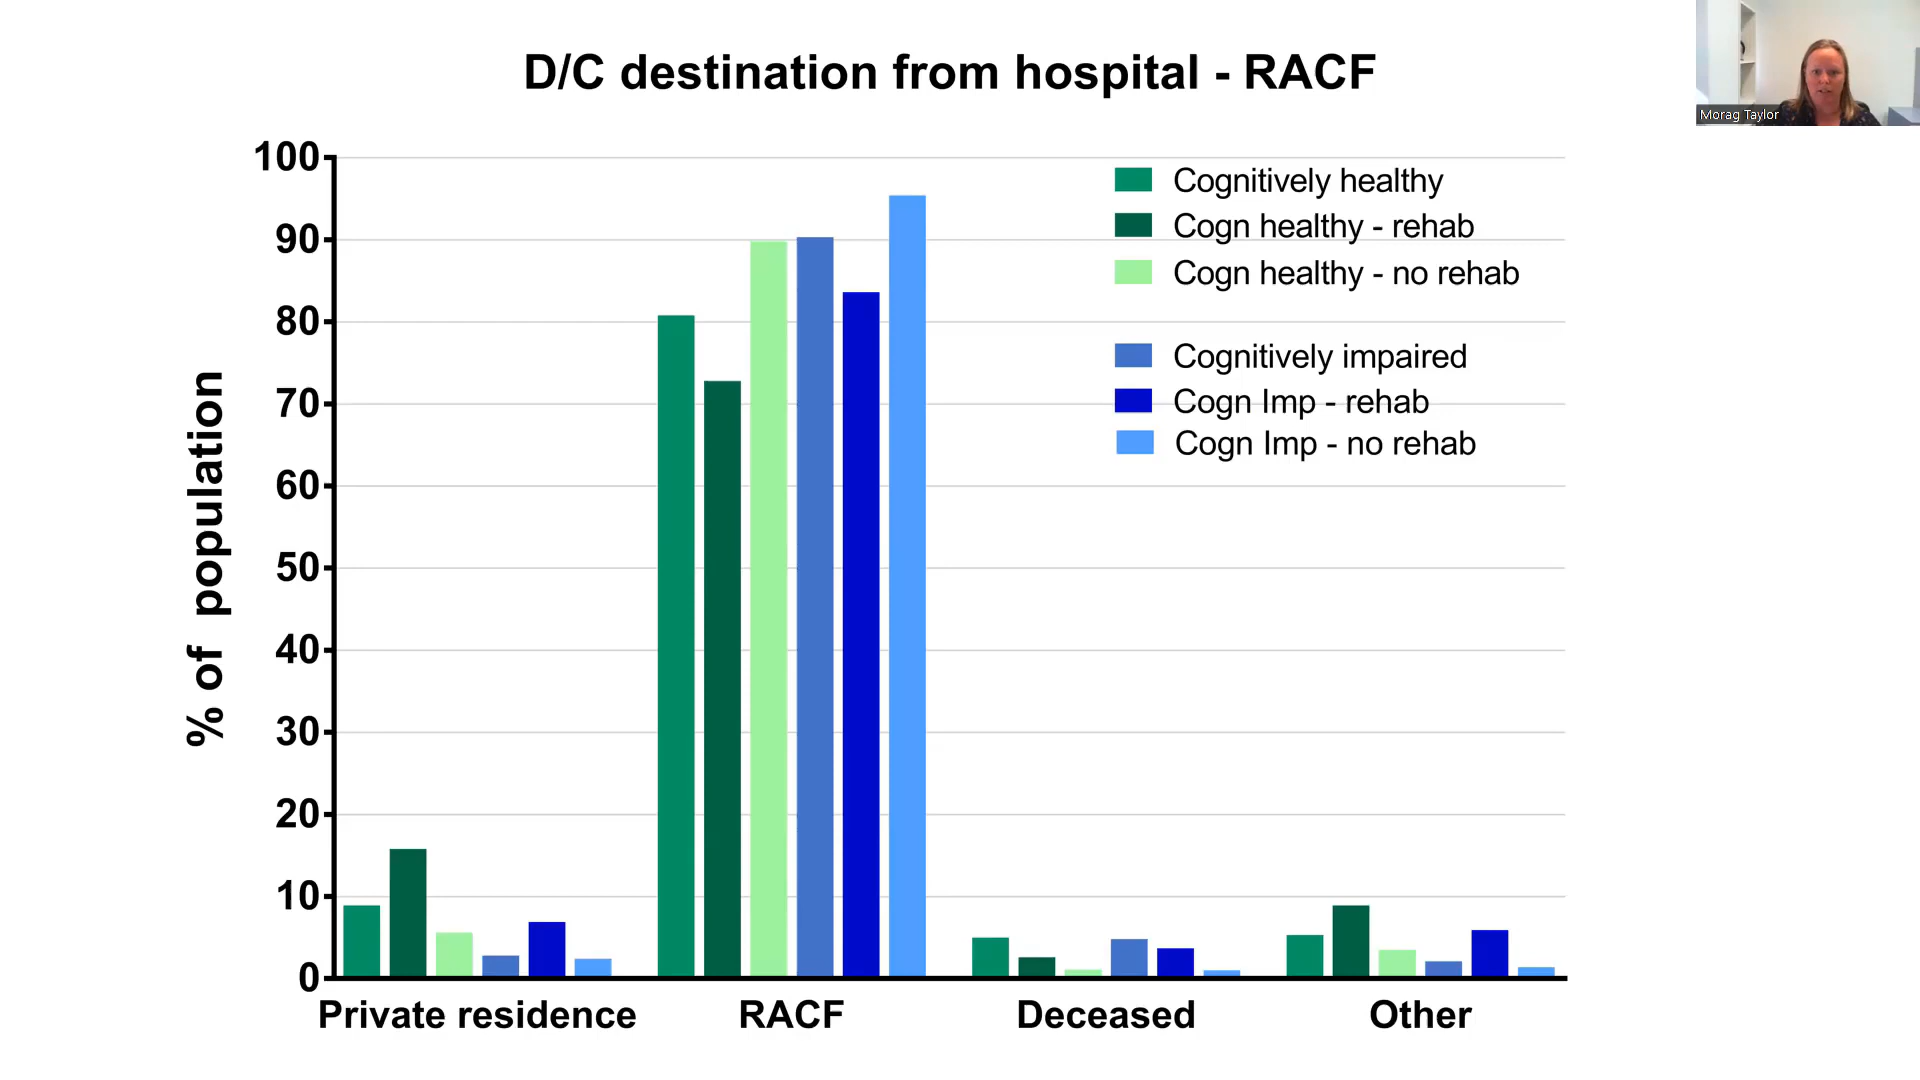 D/C destination from hospital - RACF
Morag Taylor
% of population
100
90
80
70
60
50
40
30
20
10
0
Cognitively healthy
Cogn healthy - rehab
Cogn healthy - no rehab
Cognitively impaired
Cogn Imp - rehab
Cogn Imp - no rehab
Private residence
RACF
Deceased
Other